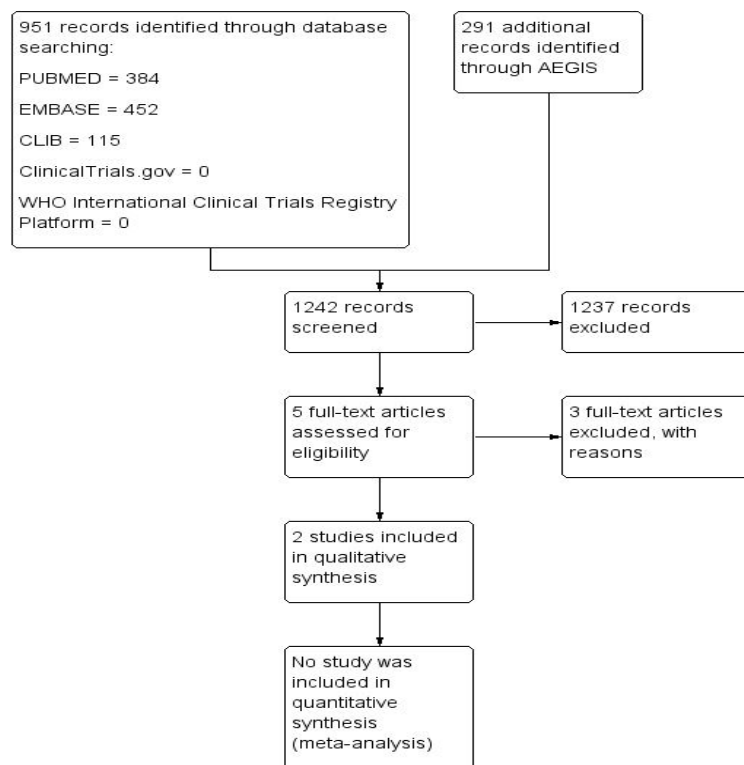 951 records identified through database
searching:
PUBMED = 384
EMBASE = 452
CLIB = 115
ClinicalTrials.gov = 0
WHO International Clinical Trials Registry
Platform = 0
291 additional
records identified
through AEGIS
1242 records
screened
1237 records
excluded
5 full-text articles
assessed for
eligibility
3 full-text articles
excluded, with
reasons
2 studies included
in qualitative
synthesis
No study was
included in
quantitative
synthesis
(meta-analysis)